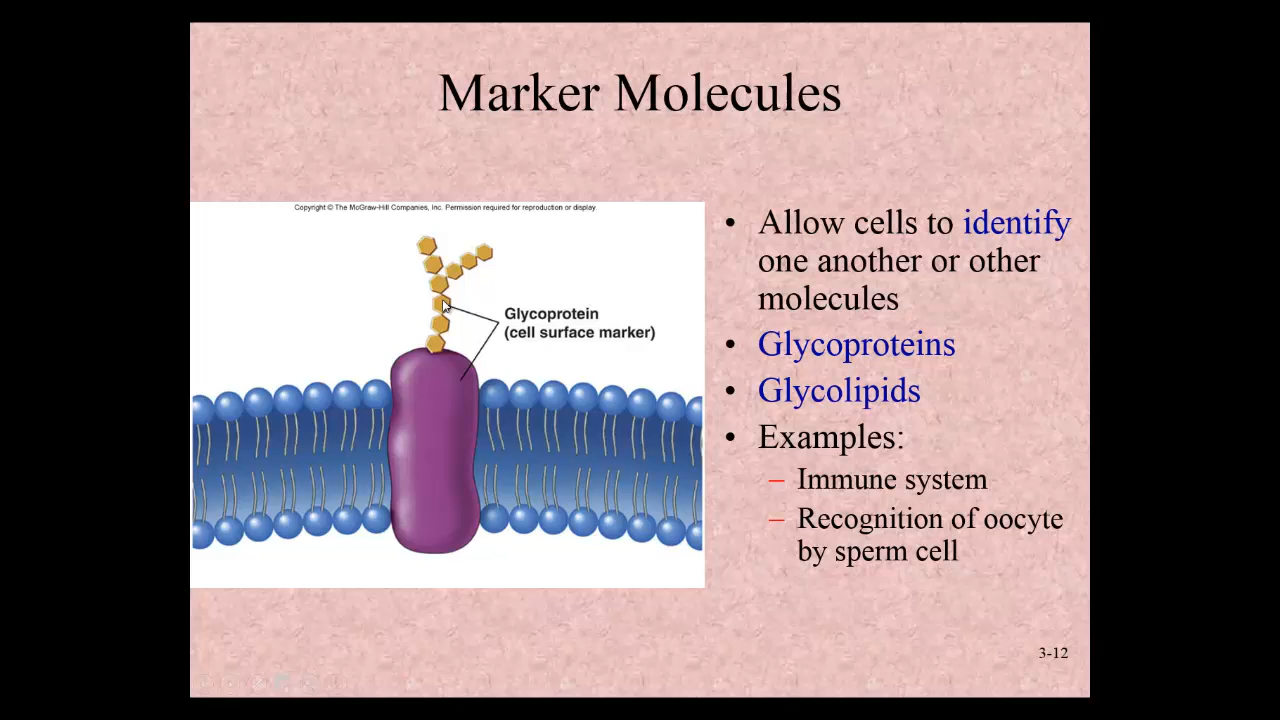 Marker Molecules
Copyright © The McGraw-Hill Companies, Inc. Permission required for reproduction or display.
Glycoprotein
(cell surface marker)
• Allow cells to identify
one another or other
molecules
• Glycoproteins
• Glycolipids
• Examples:
– Immune system
– Recognition of oocyte
by sperm cell
3-12